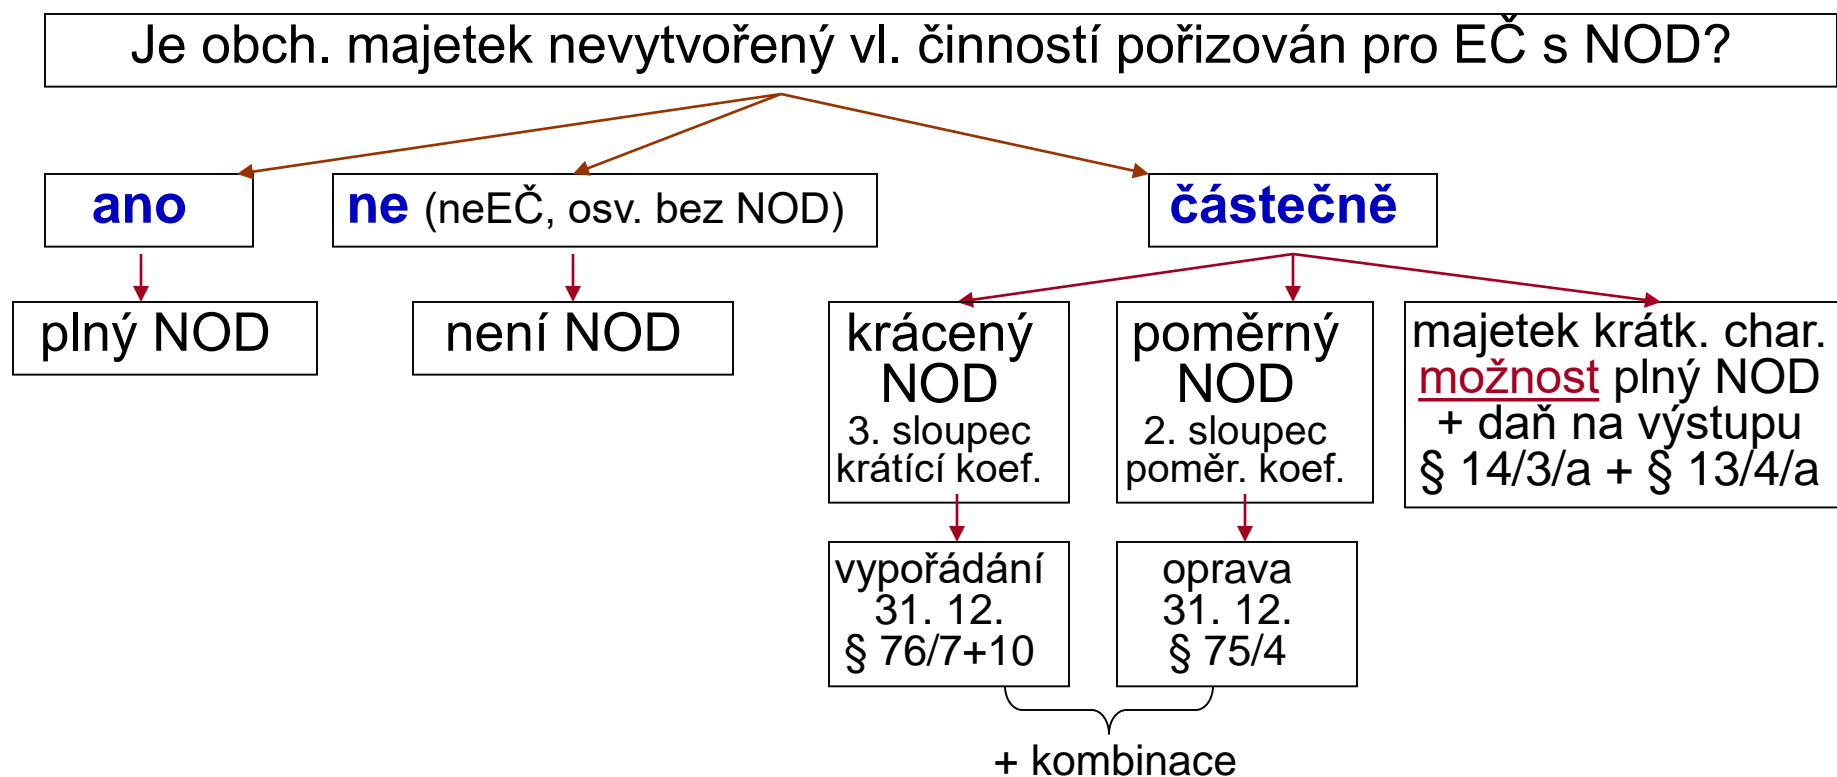 Je obch. majetek nevytvořený vl. činností pořizován pro EČ s NOD?
ano
ne (neEČ, osv. bez NOD)
částečně
plný NOD
není NOD
krácený
NOD
3. sloupec
krátící koef.
poměrný
NOD
2. sloupec
poměr. koef.
majetek krátk. char.
možnost plný NOD
+ daň na výstupu
§ 14/3/a + § 13/4/a
vypořádání
31. 12.
§ 76/7+10
oprava
31. 12.
§ 75/4
+ kombinace